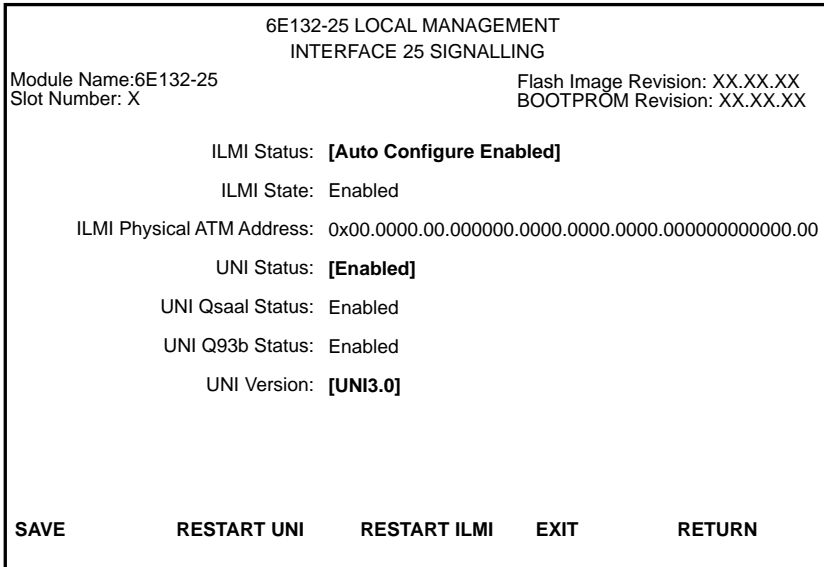 6E132-25 LOCAL MANAGEMENT
INTERFACE 25 SIGNALLING
Module Name:6E132-25 Flash Image Revision: XX.XX.XX
Slot Number: X BOOTPROM Revision: XX.XX.XX
ILMI Status: [Auto Configure Enabled]
ILMI State: Enabled
ILMI Physical ATM Address: 0x00.0000.00.000000.0000.0000.0000.000000000000.00
UNI Status: [Enabled]
UNI Qsaal Status: Enabled
UNI Q93b Status: Enabled
UNI Version: [UNI3.0]
SAVE RESTART UNI RESTART ILMI EXIT RETURN